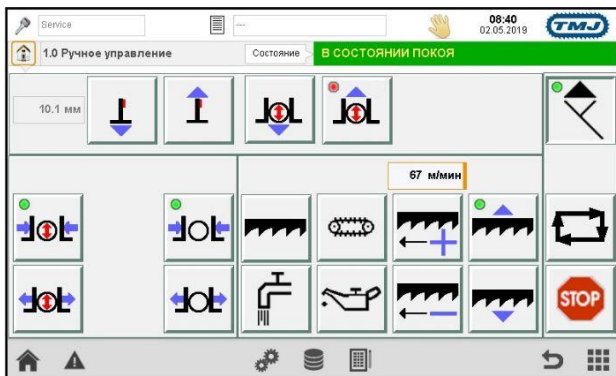 Service
---
08:40
02.05.2019
TMJ
1.0 Ручное управление
Состояние
В СОСТОЯНИИ ПОКОЯ
10.1 мм
67 м/мин
STOP